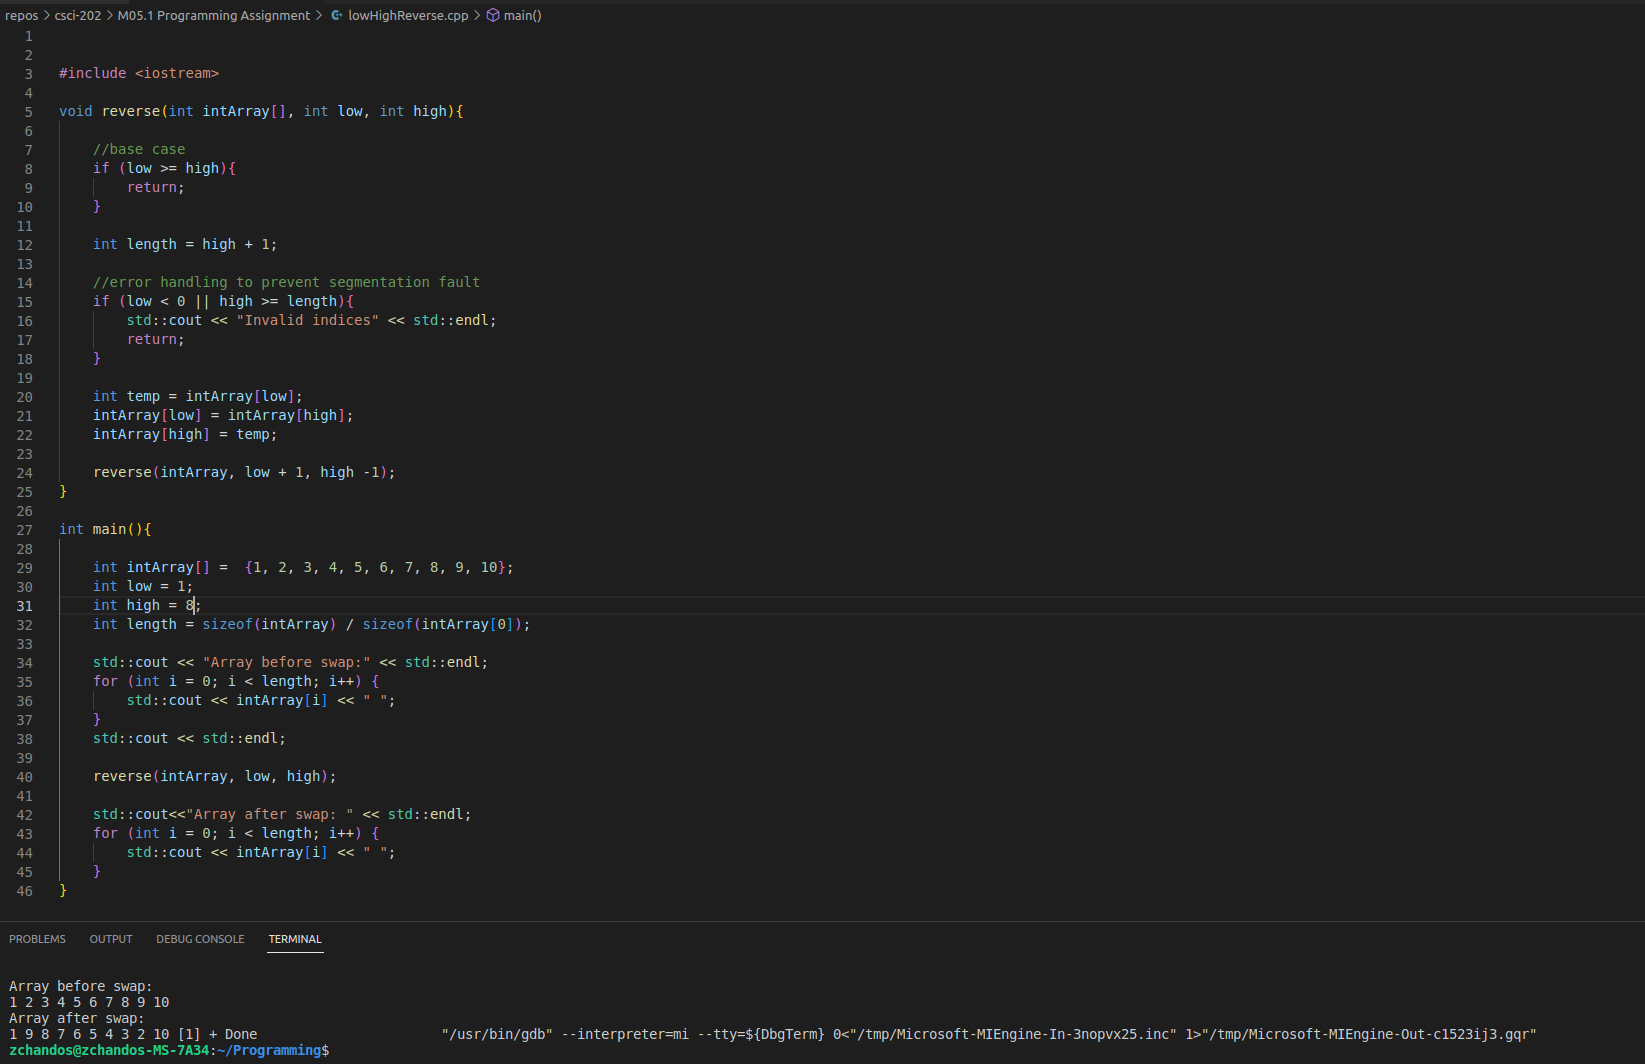 repos > csci-202 > M05.1 Programming Assignment > lowHighReverse.cpp > main()
1
2
3 #include <iostream>
4
5 void reverse(int intArray[], int low, int high){
6
7 //base case
8 if (low >= high){
9 return;
10 }
11
12 int length = high + 1;
13
14 //error handling to prevent segmentation fault
15 if (low < 0 || high >= length){
16 std::cout << "Invalid indices" << std::endl;
17 return;
18 }
19
20 int temp = intArray[low];
21 intArray[low] = intArray[high];
22 intArray[high] = temp;
23
24 reverse(intArray, low + 1, high -1);
25 }
26
27 int main(){
28
29 int intArray[] =  {1, 2, 3, 4, 5, 6, 7, 8, 9, 10};
30 int low = 1;
31 int high = 8;
32 int length = sizeof(intArray) / sizeof(intArray[0]);
33
34 std::cout << "Array before swap:" << std::endl;
35 for (int i = 0; i < length; i++) {
36 std::cout << intArray[i] << " ";
37 }
38 std::cout << std::endl;
39
40 reverse(intArray, low, high);
41
42 std::cout<<"Array after swap: " << std::endl;
43 for (int i = 0; i < length; i++) {
44 std::cout << intArray[i] << " ";
45 }
46 }
PROBLEMS OUTPUT DEBUG CONSOLE TERMINAL
Array before swap:
1 2 3 4 5 6 7 8 9 10
Array after swap:
1 9 8 7 6 5 4 3 2 10 [1] + Done "/usr/bin/gdb" --interpreter=mi --tty=${DbgTerm} 0<"/tmp/Microsoft-MIEngine-In-3nopvx25.inc" 1>"/tmp/Microsoft-MIEngine-Out-c1523ij3.gqr"
zchandos@zchandos-MS-7A34:~/Programming$